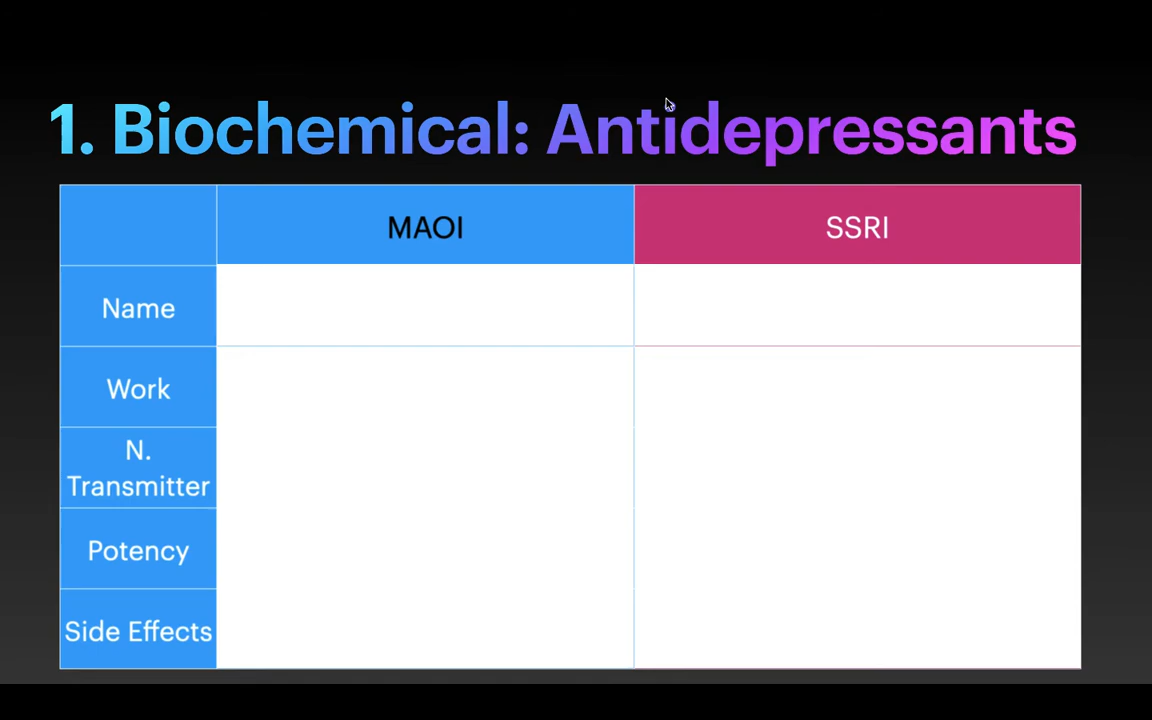 1. Biochemical: Antidepressants
MAOI
SSRI
Name
Work
N.
Transmitter
Potency
Side Effects